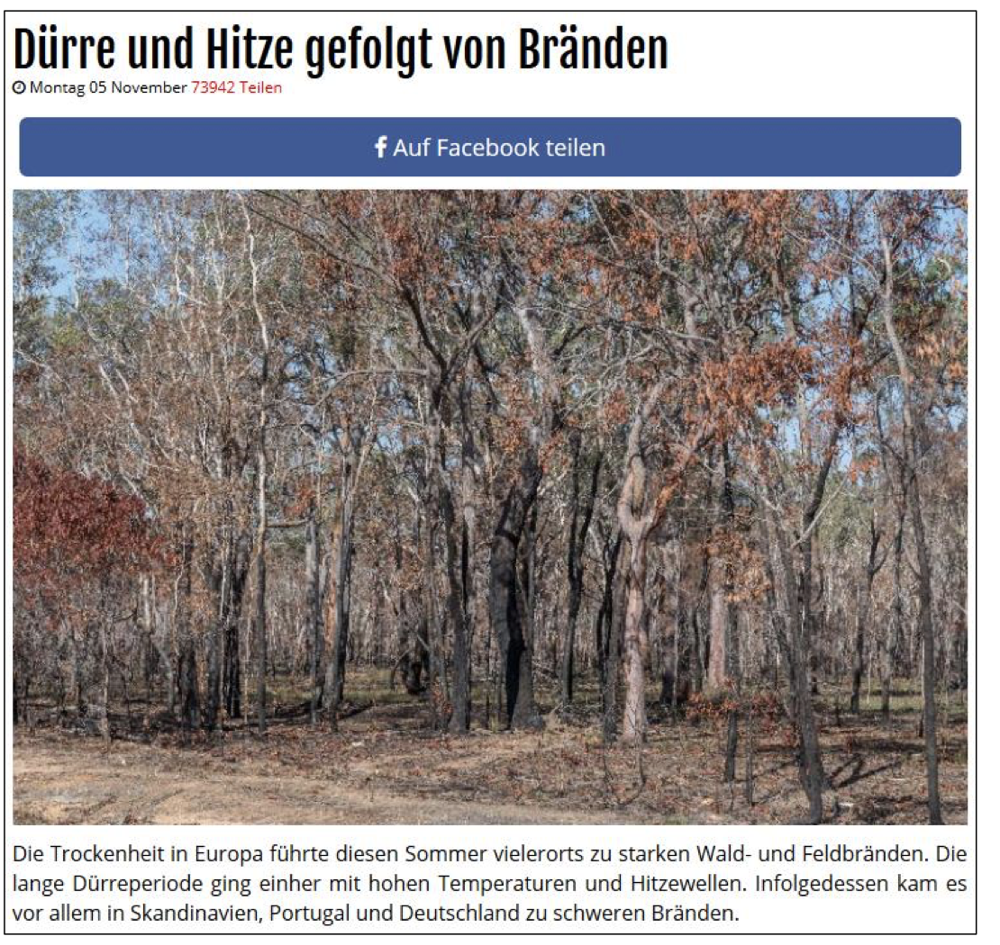 Dürre und Hitze gefolgt von Bränden
Montag 05 November 73942 Teilen
f Auf Facebook teilen
Die Trockenheit in Europa führte diesen Sommer vielerorts zu starken Wald- und Feldbränden. Die
lange Dürreperiode ging einher mit hohen Temperaturen und Hitzewellen. Infolgedessen kam es
vor allem in Skandinavien, Portugal und Deutschland zu schweren Bränden.